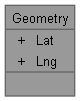 Geometry
+ Lat
+ Lng